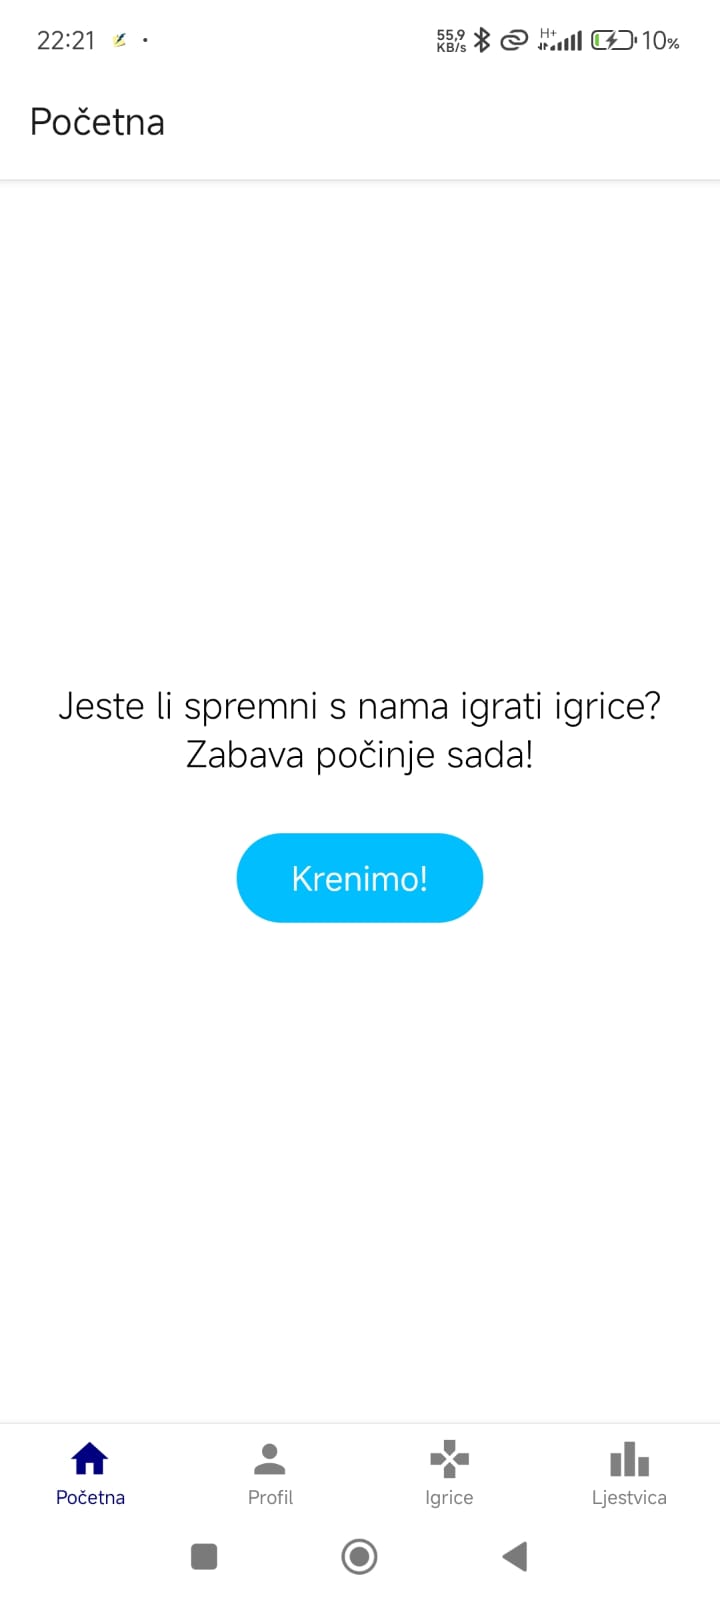 22:21
55,9
KB/s
H+
10%
Početna
Jeste li spremni s nama igrati igrice?
Zabava počinje sada!
Krenimo!
Početna
Profil
Igrice
Ljestvica